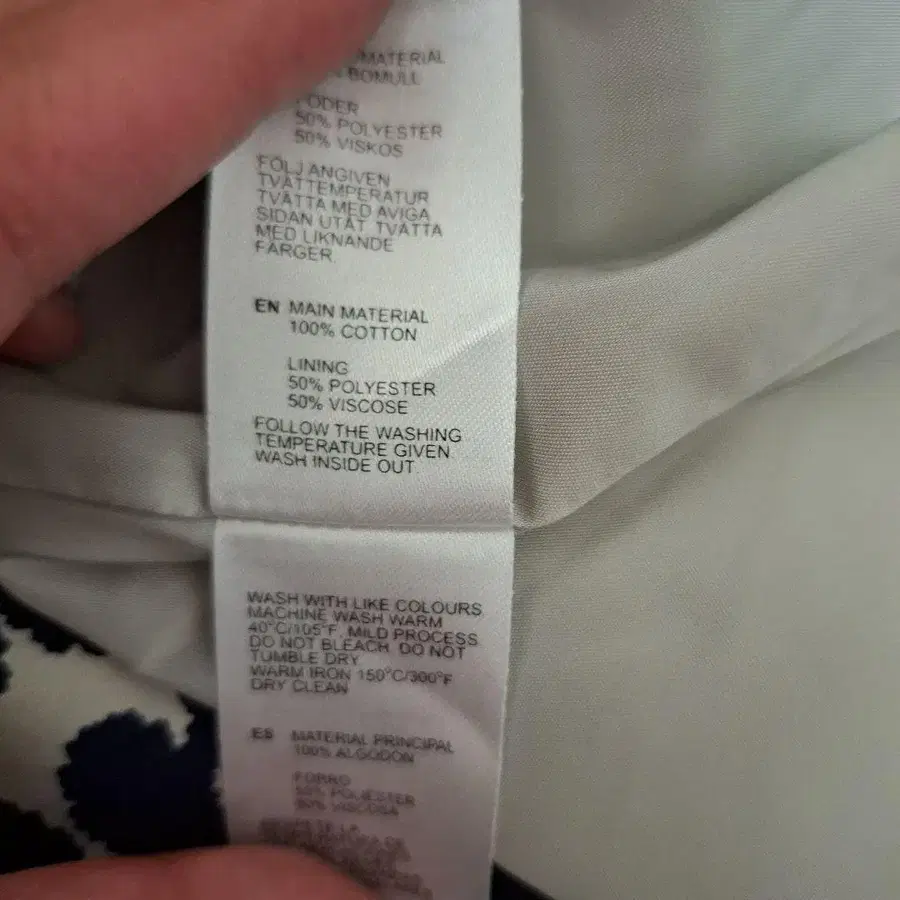 MATERIAL
BOMULL
FODER
50% POLYESTER
50% VISKOS
FÖLJ ANGIVEN
TVÄTTEMPERATUR
TVÄTTA MED AVIGA
SIDAN UTÅT TVÄTTA
MED LIKNANDE
FÄRGER.
EN MAIN MATERIAL
100% COTTON
LINING
50% POLYESTER
50% VISCOSE
FOLLOW THE WASHING
TEMPERATURE GIVEN
WASH INSIDE OUT
WASH WITH LIKE COLOURS
MACHINE WASH WARM
40°C/105°F, MILD PROCESS
DO NOT BLEACH DO NOT
TUMBLE DRY
WARM IRON 150°C/300°F
DRY CLEAN
ES MATERIAL PRINCIPAL
100% ALGODON
FORRO
50% POLIESTER
50% VISCOSA